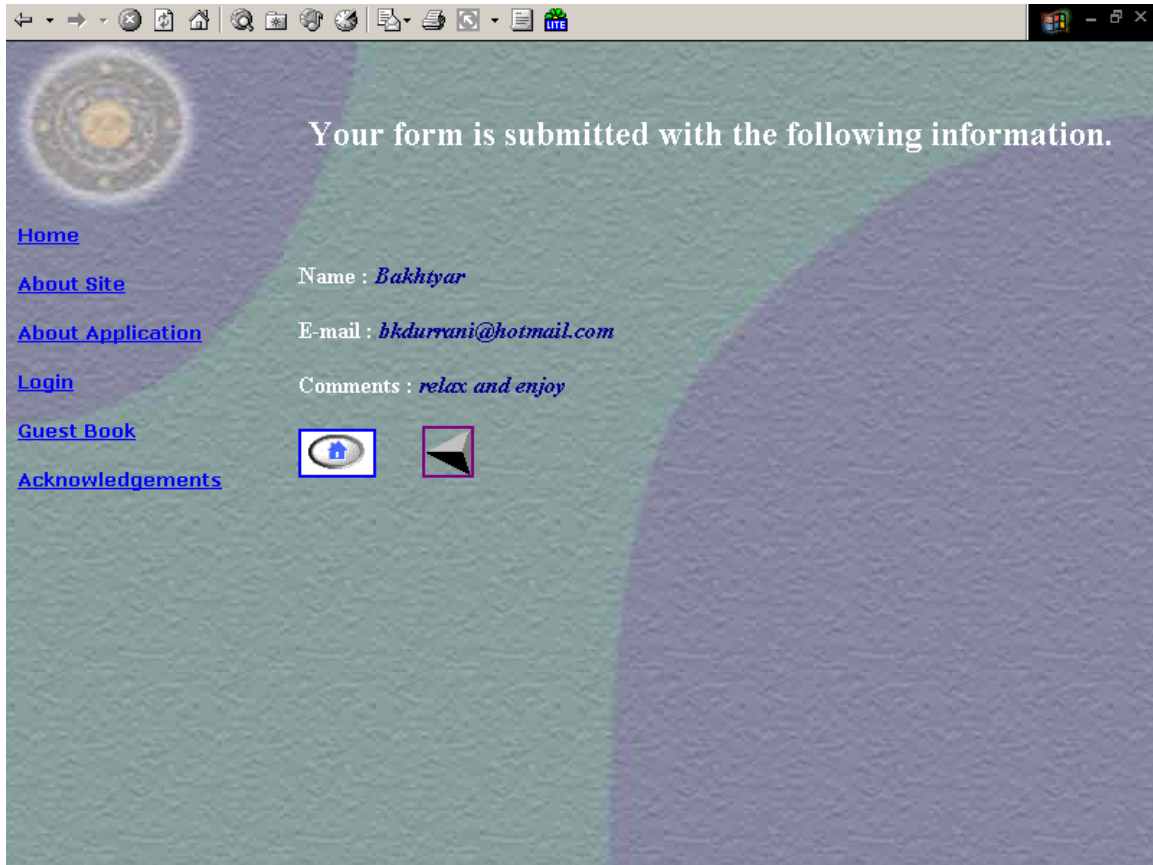 LITE
Your form is submitted with the following information.
Home
About Site
About Application
Login
Guest Book
Acknowledgements
Name : Bakhtyar
E-mail : bkdurrani@hotmail.com
Comments : relax and enjoy